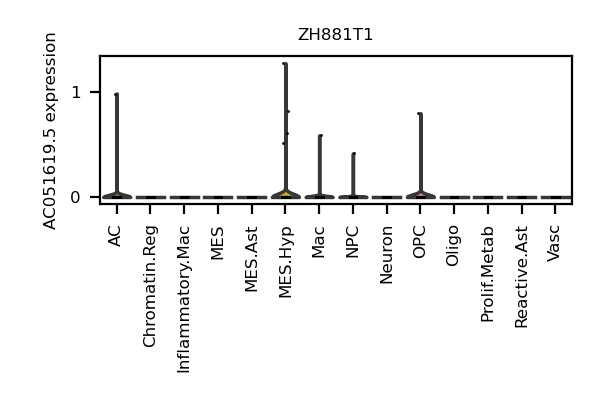 ZH881T1
AC051619.5 expression
1
0
AC
Chromatin.Reg
Inflammatory.Mac
MES
MES.Ast
MES.Hyp
Mac
NPC
Neuron
OPC
Oligo
Prolif.Metab
Reactive.Ast
Vasc